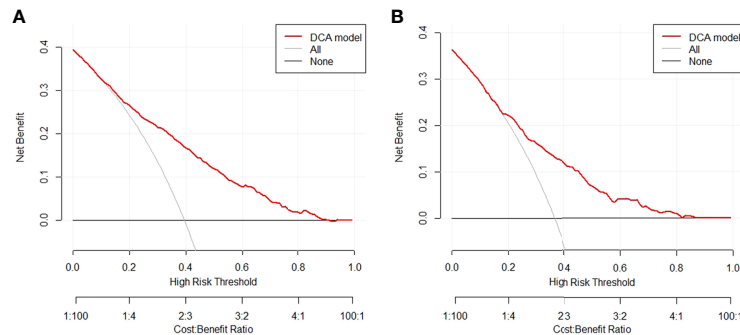 A
DCA model
All
None
Net Benefit
0.4
0.3
0.2
0.1
0.0
0.0 0.2 0.4 0.6 0.8 1.0
High Risk Threshold
1:100 1:4 2:3 3:2 4:1 100:1
Cost:Benefit Ratio
B
DCA model
All
None
Net Benefit
0.4
0.3
0.2
0.1
0.0
0.0 0.2 0.4 0.6 0.8 1.0
High Risk Threshold
1:100 1:4 2:3 3:2 4:1 100:1
Cost:Benefit Ratio